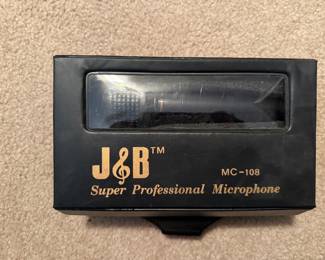 J&B™
MC-108
Super Professional Microphone